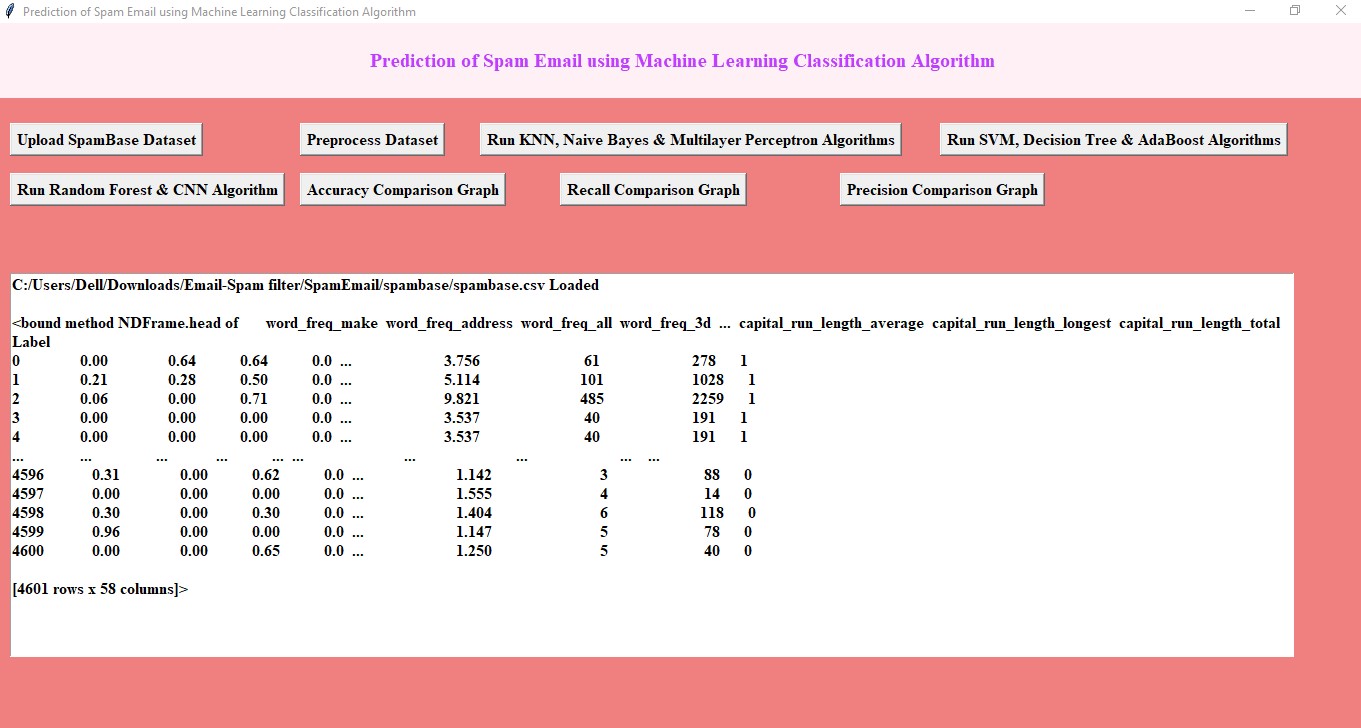 Prediction of Spam Email using Machine Learning Classification Algorithm
Prediction of Spam Email using Machine Learning Classification Algorithm
Upload SpamBase Dataset Preprocess Dataset Run KNN, Naive Bayes & Multilayer Perceptron Algorithms Run SVM, Decision Tree & AdaBoost Algorithms
Run Random Forest & CNN Algorithm Accuracy Comparison Graph Recall Comparison Graph Precision Comparison Graph
C:/Users/Dell/Downloads/Email-Spam filter/SpamEmail/spambase/spambase.csv Loaded
<bound method NDFrame.head of word_freq_make word_freq_address word_freq_all word_freq_3d ... capital_run_length_average capital_run_length_longest capital_run_length_total
Label
0 0.00 0.64 0.64 0.0 ... 3.756 61 278 1
1 0.21 0.28 0.50 0.0 ... 5.114 101 1028 1
2 0.06 0.00 0.71 0.0 ... 9.821 485 2259 1
3 0.00 0.00 0.00 0.0 ... 3.537 40 191 1
4 0.00 0.00 0.00 0.0 ... 3.537 40 191 1
... ... ... ... ... ... ... ... ... ...
4596 0.31 0.00 0.62 0.0 ... 1.142 3 88 0
4597 0.00 0.00 0.00 0.0 ... 1.555 4 14 0
4598 0.30 0.00 0.30 0.0 ... 1.404 6 118 0
4599 0.96 0.00 0.00 0.0 ... 1.147 5 78 0
4600 0.00 0.00 0.65 0.0 ... 1.250 5 40 0
[4601 rows x 58 columns]>